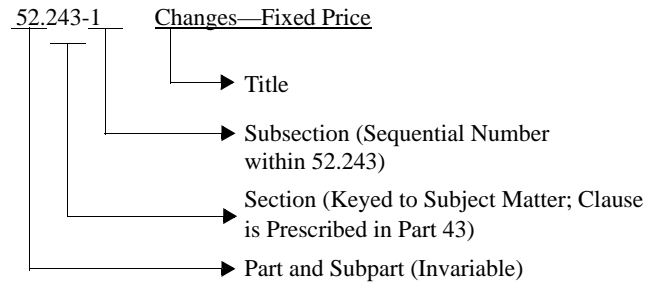 52.243-1 Changes—Fixed Price
Title
Subsection (Sequential Number
within 52.243)
Section (Keyed to Subject Matter; Clause
is Prescribed in Part 43)
Part and Subpart (Invariable)